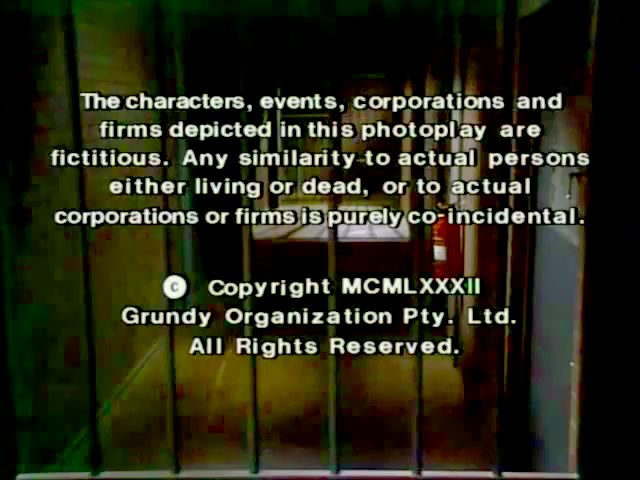 The characters, events, corporations and
firms depicted in this photoplay are
fictitious. Any similarity to actual persons
either living or dead, or to actual
corporations or firms is purely co-incidental.
© Copyright MCMLXXXII
Grundy Organization Pty. Ltd.
All Rights Reserved.